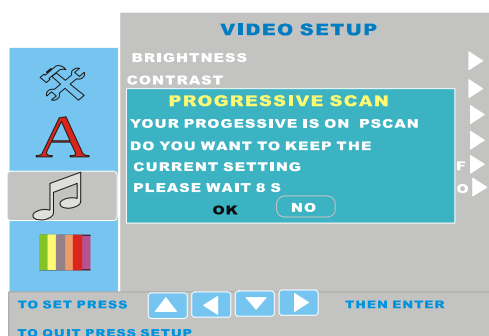 VIDEO SETUP
BRIGHTNESS
CONTRAST
PROGRESSIVE SCAN
YOUR PROGESSIVE IS ON PSCAN
DO YOU WANT TO KEEP THE
CURRENT SETTING
F
PLEASE WAIT 8 S
O
OK NO
A
TO SET PRESS THEN ENTER
TO QUIT PRESS SETUP